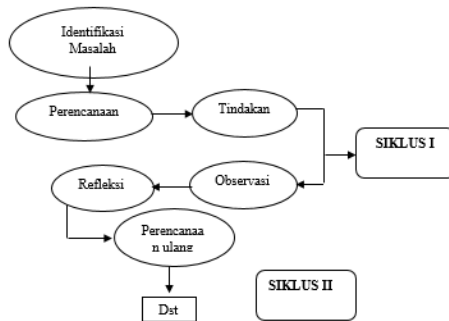 Identifikasi
Masalah
Perencanaan
Tindakan
SIKLUS I
Refleksi
Observasi
Perencanaa
n ulang
SIKLUS II
Dst